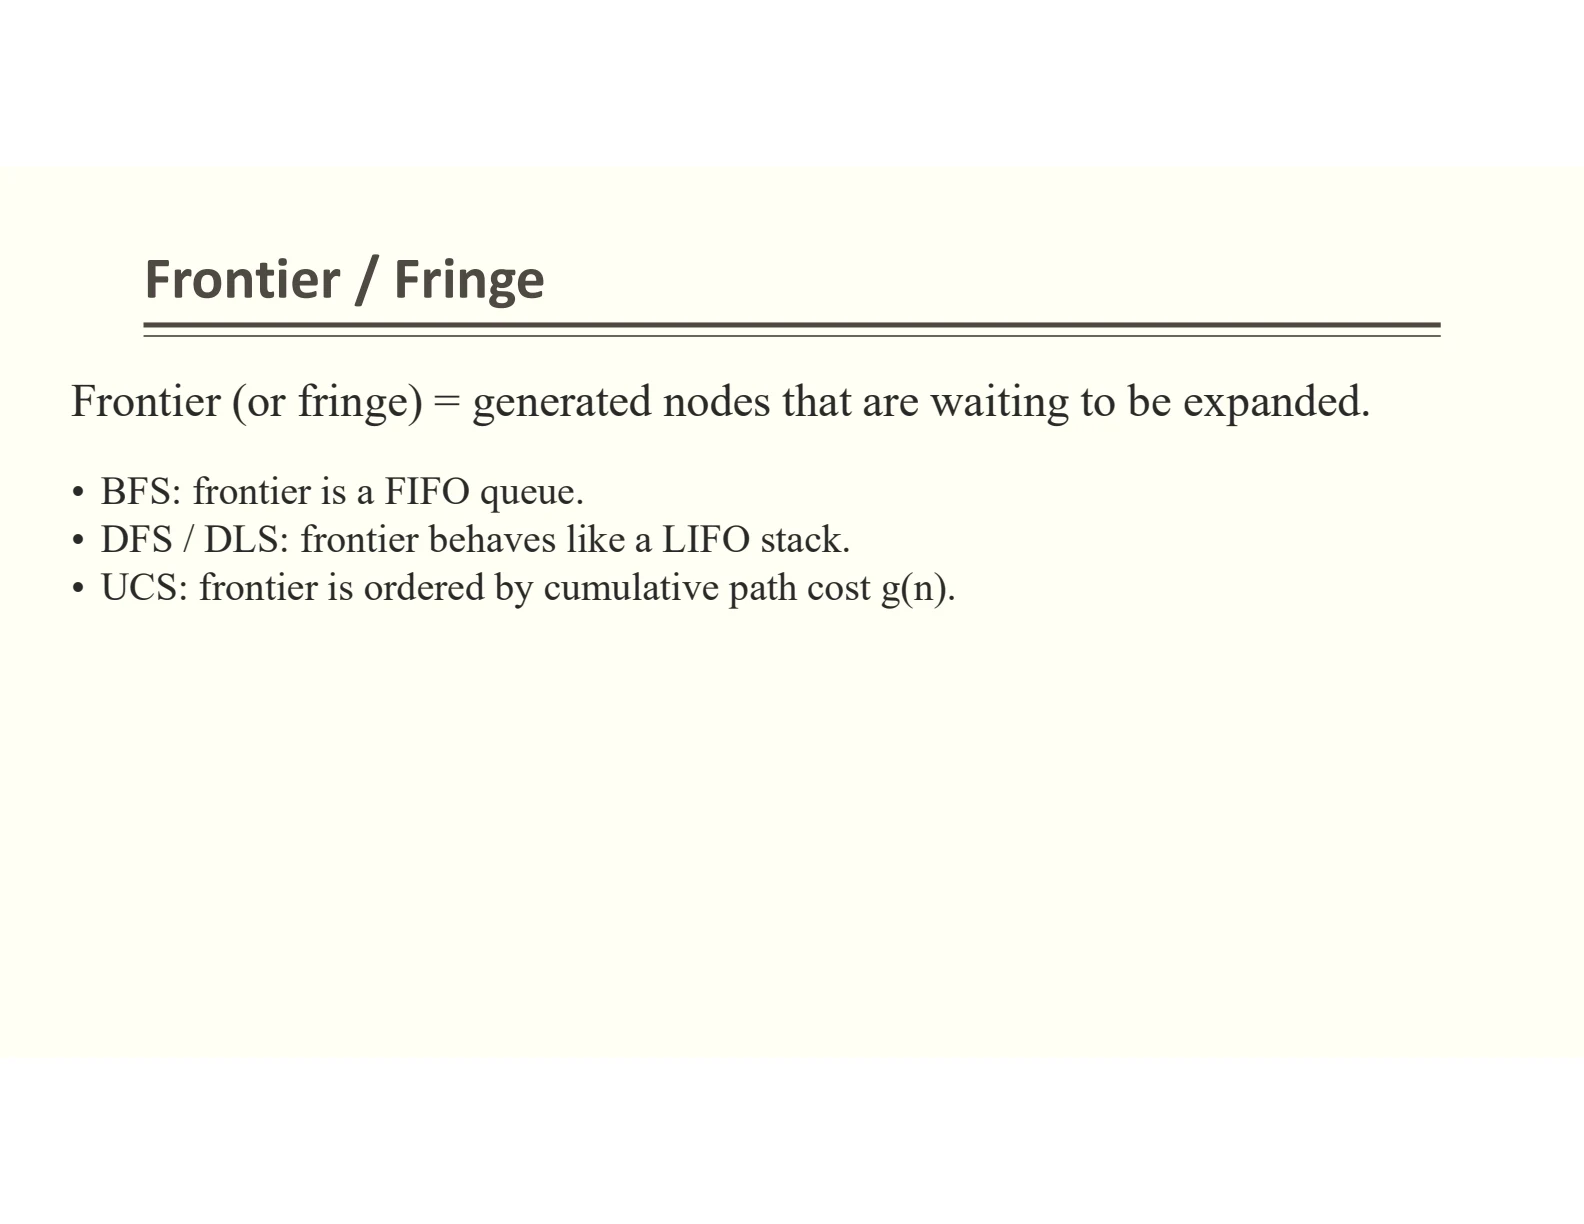 Frontier / Fringe
Frontier (or fringe) = generated nodes that are waiting to be expanded.
• BFS: frontier is a FIFO queue.
• DFS / DLS: frontier behaves like a LIFO stack.
• UCS: frontier is ordered by cumulative path cost g(n).